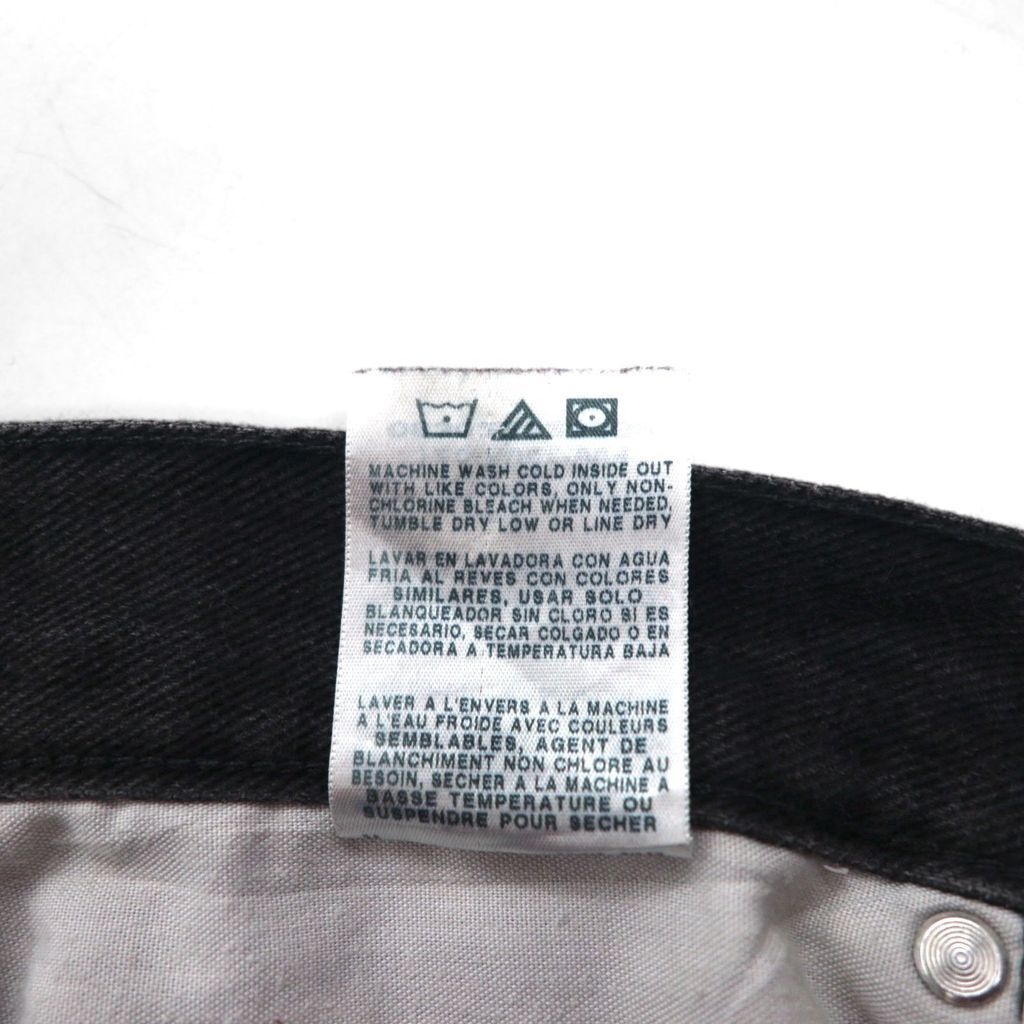 MACHINE WASH COLD INSIDE OUT
WITH LIKE COLORS, ONLY NON-
CHLORINE BLEACH WHEN NEEDED,
TUMBLE DRY LOW OR LINE DRY
LAVAR EN LAVADORA CON AGUA
FRIA AL REVES CON COLORES
SIMILARES, USAR SOLO
BLANQUEADOR SIN CLORO SI ES
NECESARIO, SECAR COLGADO O EN
SECADORA A TEMPERATURA BAJA
LAVER A L'ENVERS A LA MACHINE
A L'EAU FROIDE AVEC COULEURS
SEMBLABLES, AGENT DE
BLANCHIMENT NON CHLORE AU
BESOIN, SECHER A LA MACHINE A
BASSE TEMPERATURE OU
SUSPENDRE POUR SECHER